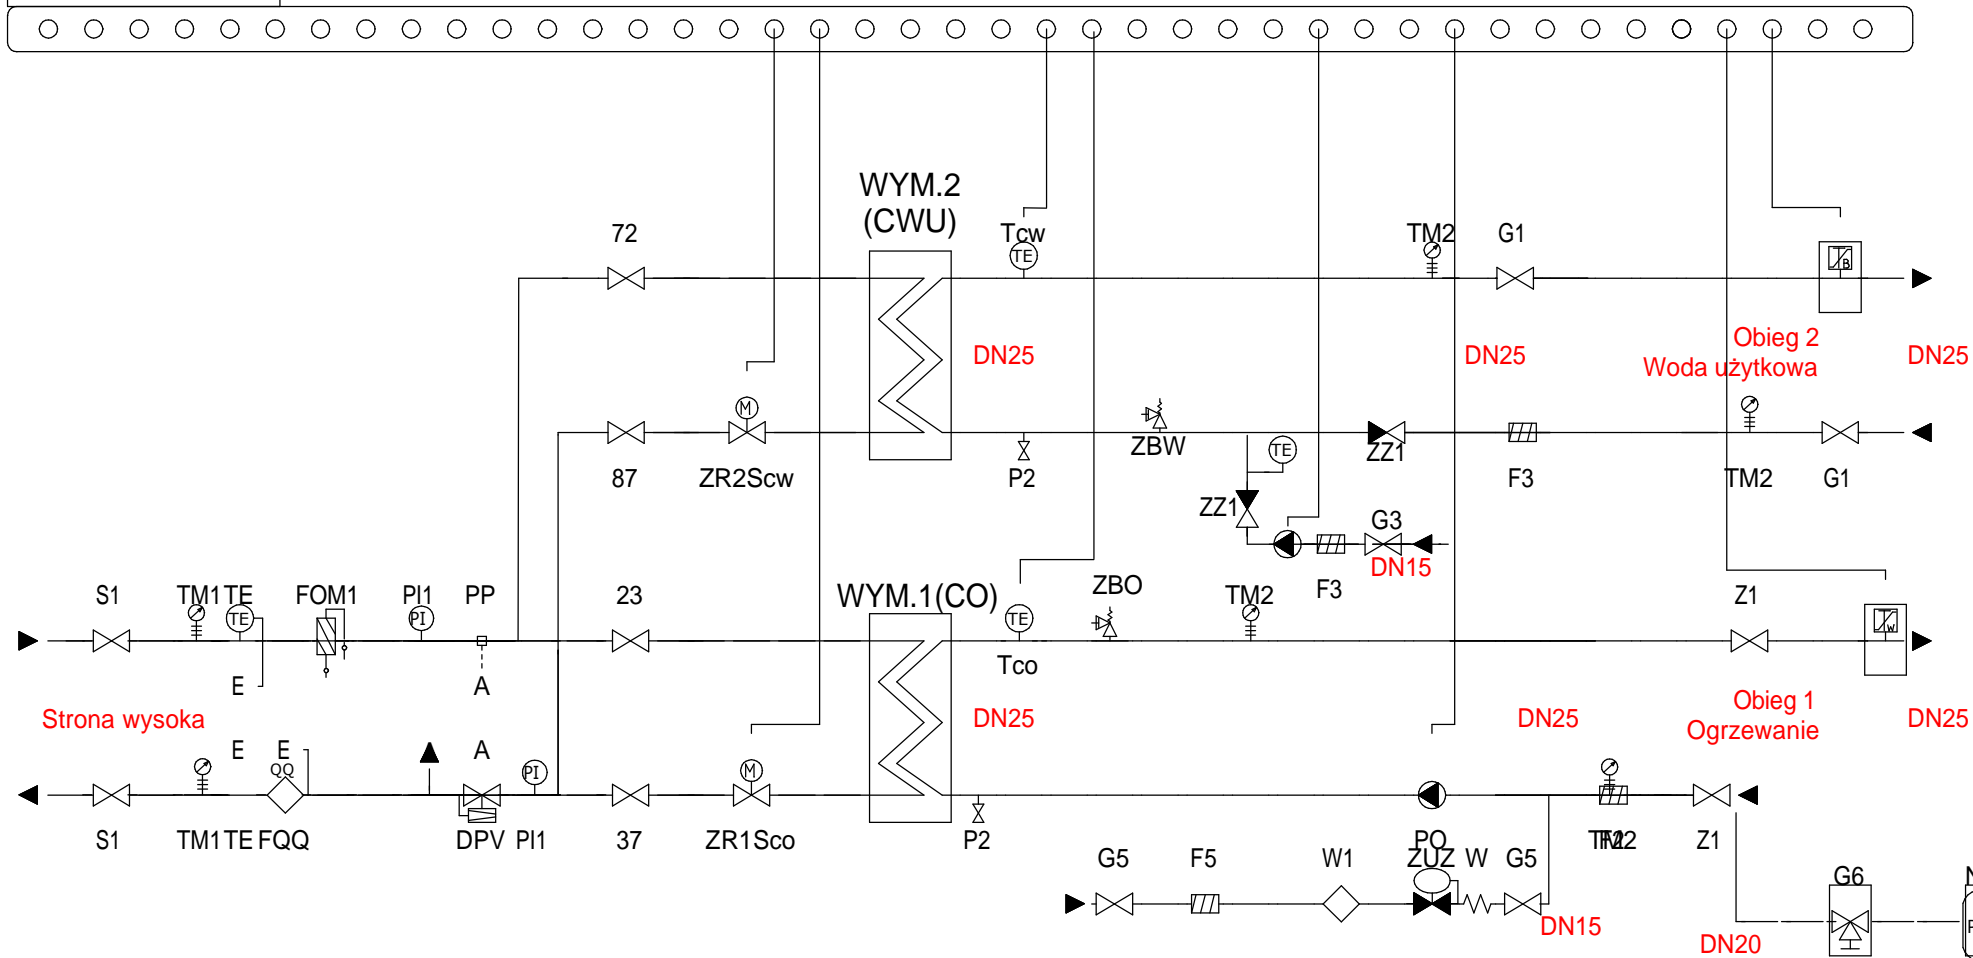 WYM.2
(CWU)
72
Tcw
TE
TM2
G1
B
DN25
DN25
Obieg 2
Woda użytkowa
DN25
M
87
ZR2Scw
P2
ZBW
TE
ZZ1
F3
TM2
G1
ZZ1
G3
DN15
F3
S1
TM1
TE
TE
FOM1
PI1
PI
PP
23
WYM.1(CO)
TE
Tco
ZBO
TM2
Z1
W
E
A
Strona wysoka
DN25
DN25
Obieg 1
Ogrzewanie
DN25
E
E
QQ
A
PI
M
S1
TM1
TE
FQQ
DPV
PI1
37
ZR1Sco
P2
PO
TM2
F2
Z1
G5
F5
W1
ZUZ
W
G5
DN15
DN20
G6